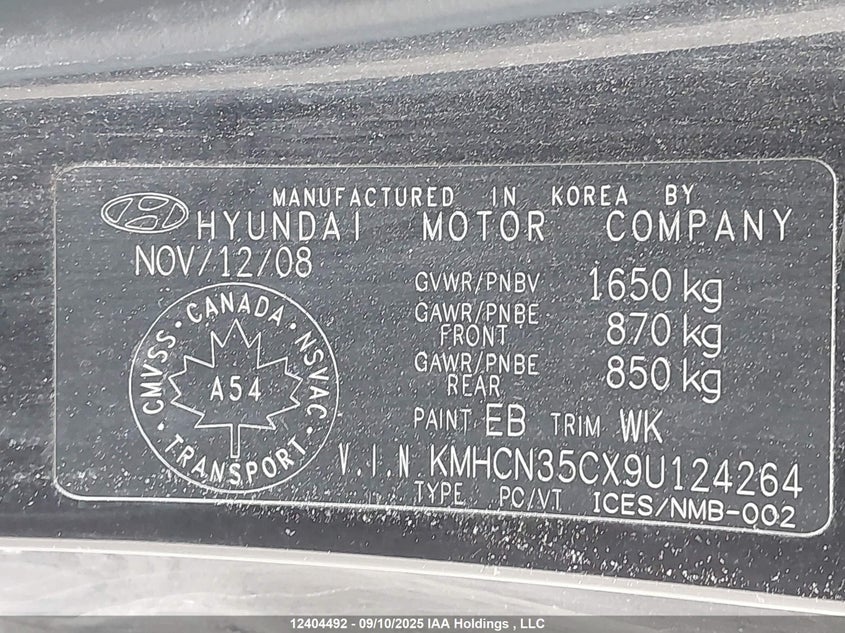 MANUFACTURED IN KOREA BY
HYUNDAI MOTOR COMPANY
NOV/12/08
GVWR/PNBV 1650 kg
GAWR/PNBE FRONT 870 kg
GAWR/PNBE REAR 850 kg
CMVSS · CANADA · NSVAC · TRANSPORT ·
A54
PAINT EB TRIM WK
V.I.N KMHCN35CX9U124264
TYPE PC/VT ICES/NMB-002
12404492 - 09/10/2025 IAA Holdings , LLC